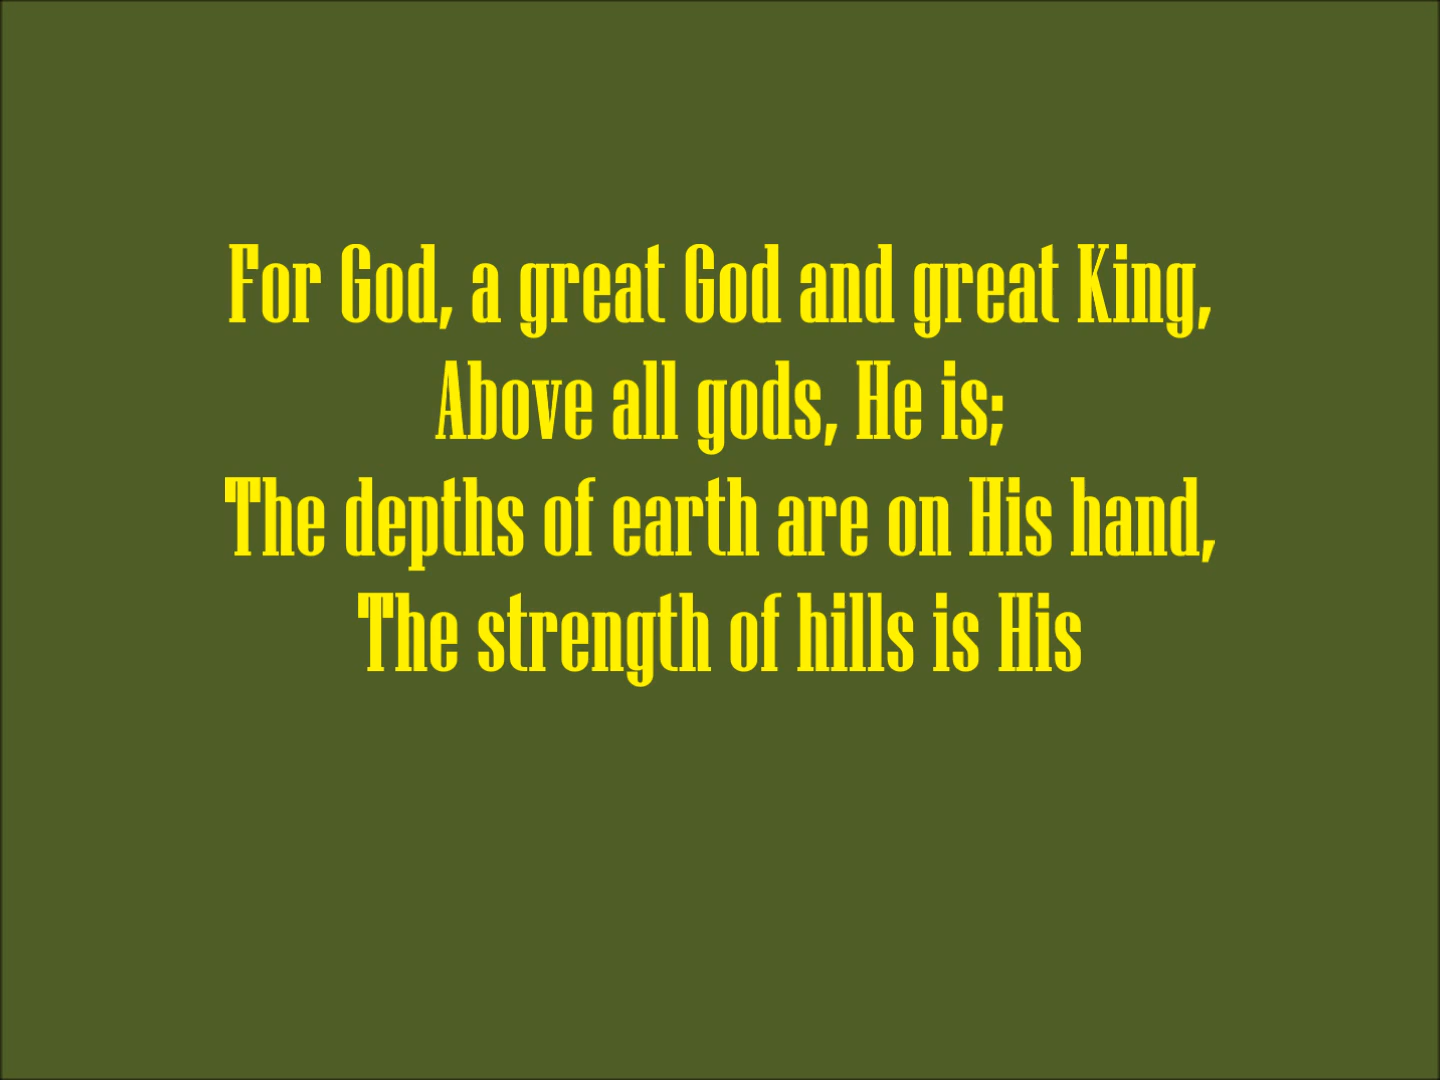 For God, a great God and great King,
Above all gods, He is;
The depths of earth are on His hand,
The strength of hills is His